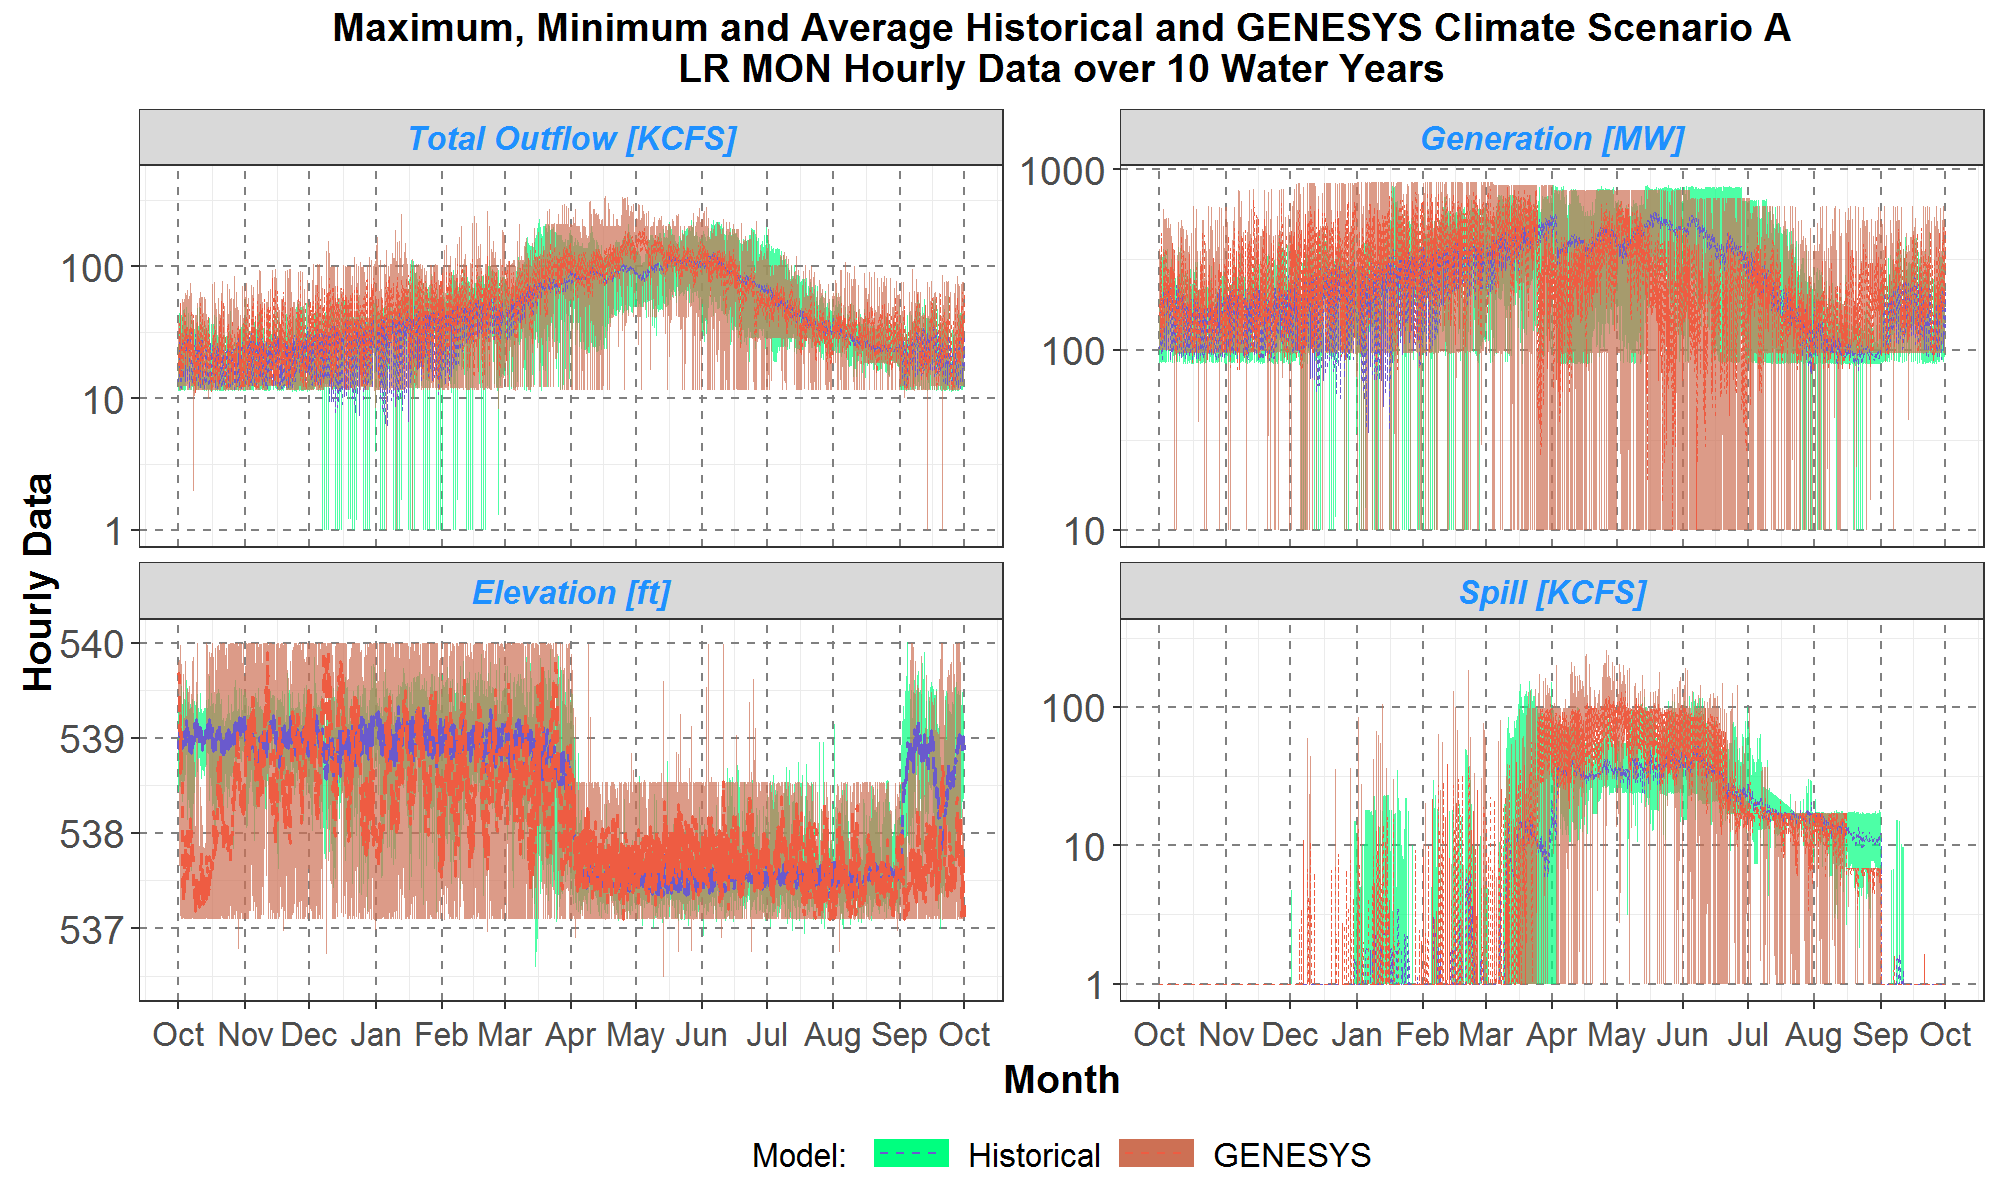 Maximum, Minimum and Average Historical and GENESYS Climate Scenario A
LR MON Hourly Data over 10 Water Years
Total Outflow [KCFS]
100
10
1
Generation [MW]
1000
100
10
Hourly Data
Elevation [ft]
540
539
538
537
Oct Nov Dec Jan Feb Mar Apr May Jun Jul Aug Sep Oct
Spill [KCFS]
100
10
1
Oct Nov Dec Jan Feb Mar Apr May Jun Jul Aug Sep Oct
Month
Model: Historical GENESYS